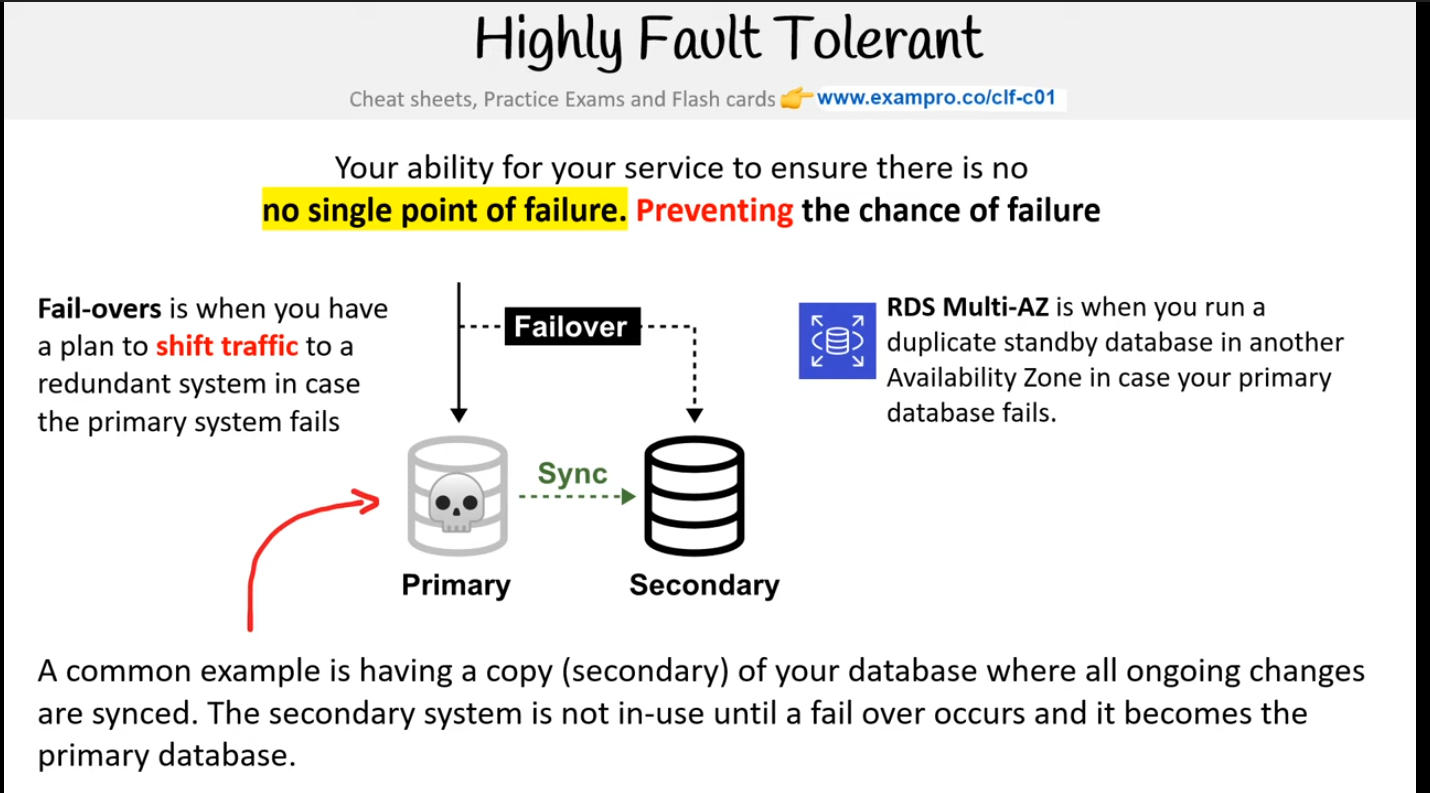 Highly Fault Tolerant
Cheat sheets, Practice Exams and Flash cards 👉 www.exampro.co/clf-c01
Your ability for your service to ensure there is no
no single point of failure. Preventing the chance of failure
Fail-overs is when you have
a plan to shift traffic to a
redundant system in case
the primary system fails
Failover
RDS Multi-AZ is when you run a
duplicate standby database in another
Availability Zone in case your primary
database fails.
Sync
Primary
Secondary
A common example is having a copy (secondary) of your database where all ongoing changes
are synced. The secondary system is not in-use until a fail over occurs and it becomes the
primary database.